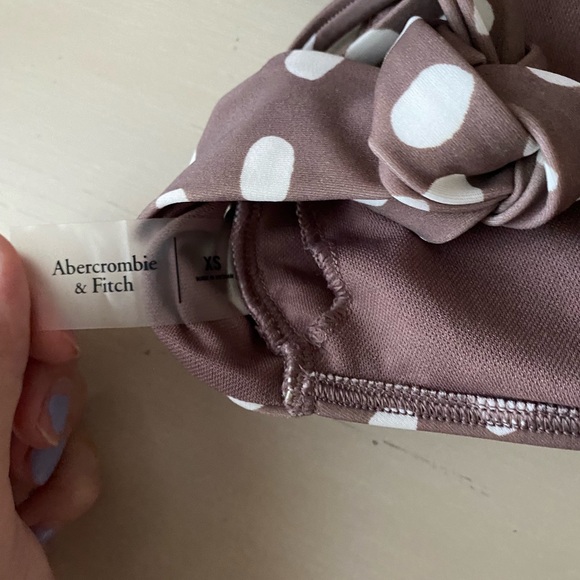 Abercrombie
& Fitch
XS